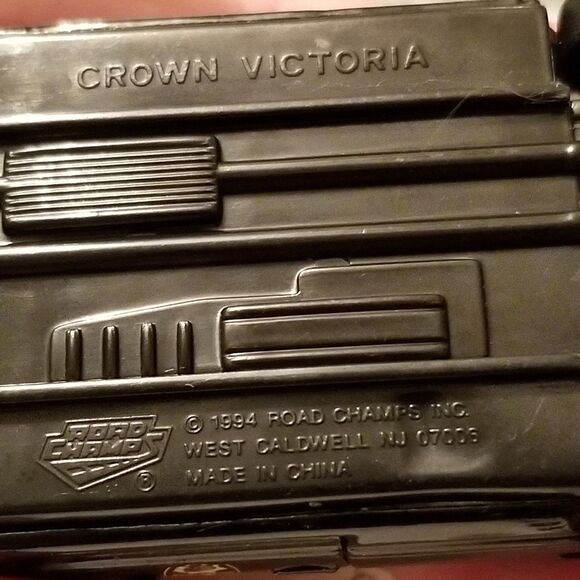 CROWN VICTORIA
ROAD
CHAMPS
®
© 1994 ROAD CHAMPS INC.
WEST CALDWELL NJ 07006
MADE IN CHINA